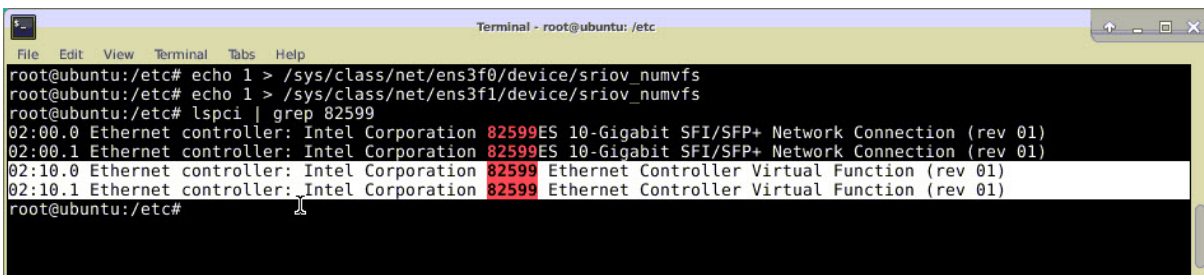 Terminal - root@ubuntu: /etc
File Edit View Terminal Tabs Help
root@ubuntu:/etc# echo 1 > /sys/class/net/ens3f0/device/sriov_numvfs
root@ubuntu:/etc# echo 1 > /sys/class/net/ens3f1/device/sriov_numvfs
root@ubuntu:/etc# lspci | grep 82599
02:00.0 Ethernet controller: Intel Corporation 82599ES 10-Gigabit SFI/SFP+ Network Connection (rev 01)
02:00.1 Ethernet controller: Intel Corporation 82599ES 10-Gigabit SFI/SFP+ Network Connection (rev 01)
02:10.0 Ethernet controller: Intel Corporation 82599 Ethernet Controller Virtual Function (rev 01)
02:10.1 Ethernet controller: Intel Corporation 82599 Ethernet Controller Virtual Function (rev 01)
root@ubuntu:/etc#